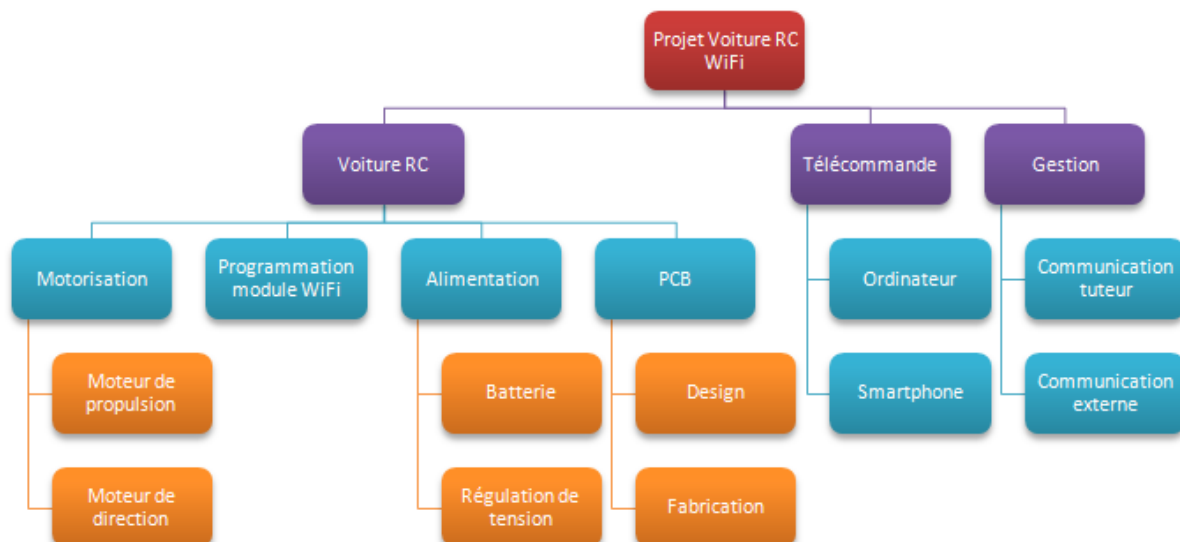 Projet Voiture RC
WiFi
Voiture RC
Télécommande
Gestion
Motorisation
Programmation
module WiFi
Alimentation
PCB
Ordinateur
Communication
tuteur
Moteur de
propulsion
Batterie
Design
Smartphone
Communication
externe
Moteur de
direction
Régulation de
tension
Fabrication